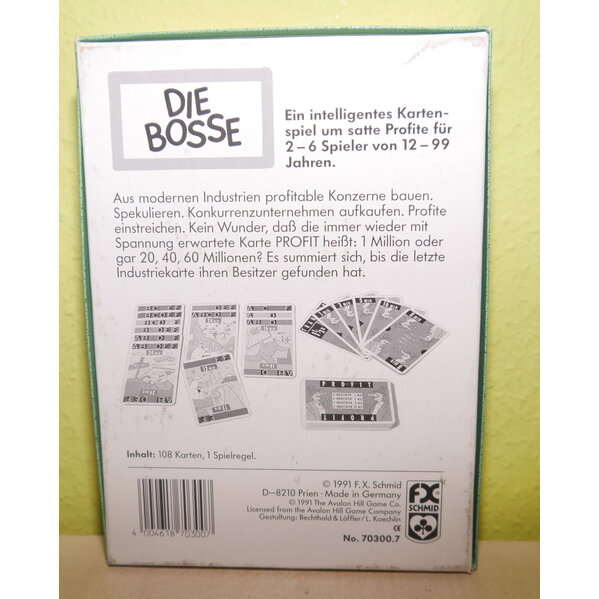 DIE
BOSSE
Ein intelligentes Karten-
spiel um satte Profite für
2 – 6 Spieler von 12 – 99
Jahren.
Aus modernen Industrien profitable Konzerne bauen.
Spekulieren. Konkurrenzunternehmen aufkaufen. Profite
einstreichen. Kein Wunder, daß die immer wieder mit
Spannung erwartete Karte PROFIT heißt: 1 Million oder
gar 20, 40, 60 Millionen? Es summiert sich, bis die letzte
Industriekarte ihren Besitzer gefunden hat.
PROFIT
Inhalt: 108 Karten, 1 Spielregel.
© 1991 F. X. Schmid
D–8210 Prien · Made in Germany
© 1991 The Avalon Hill Game Co.
Licensed from the Avalon Hill Game Company
Gestaltung: Bechthold & Löffler/L. Koechlin
CE
No. 70300.7
FX
SCHMID
4 004618 703007